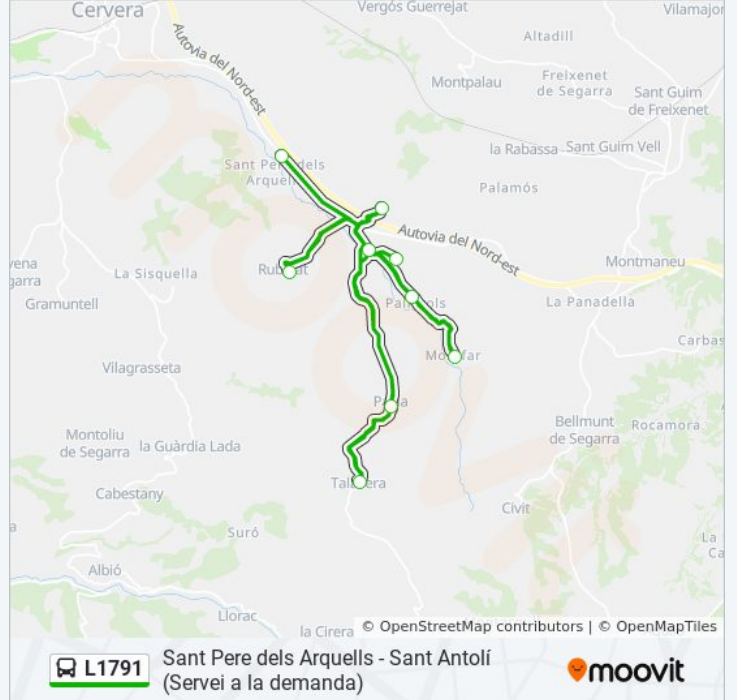 Cervera
Vergós Guerrejat
Vilamajor
Autovia del Nord-est
Altadill
Montpalau
Freixenet
de Segarra
Sant Guim
de Freixenet
la Rabassa
Sant Guim Vell
Sant Pere dels
Palamós
Autovia del Nord-est
La Sisquella
Montmaneu
Gramuntell
La Panadella
Vilagrasseta
Bellmunt
de Segarra
Rocamora
Montoliu
de Segarra
la Guàrdia Lada
Cabestany
Civit
Suró
Albió
Llorac
la Cirera
© OpenStreetMap contributors | © OpenMapTiles
L1791
Sant Pere dels Arquells - Sant Antolí
(Servei a la demanda)
moovit